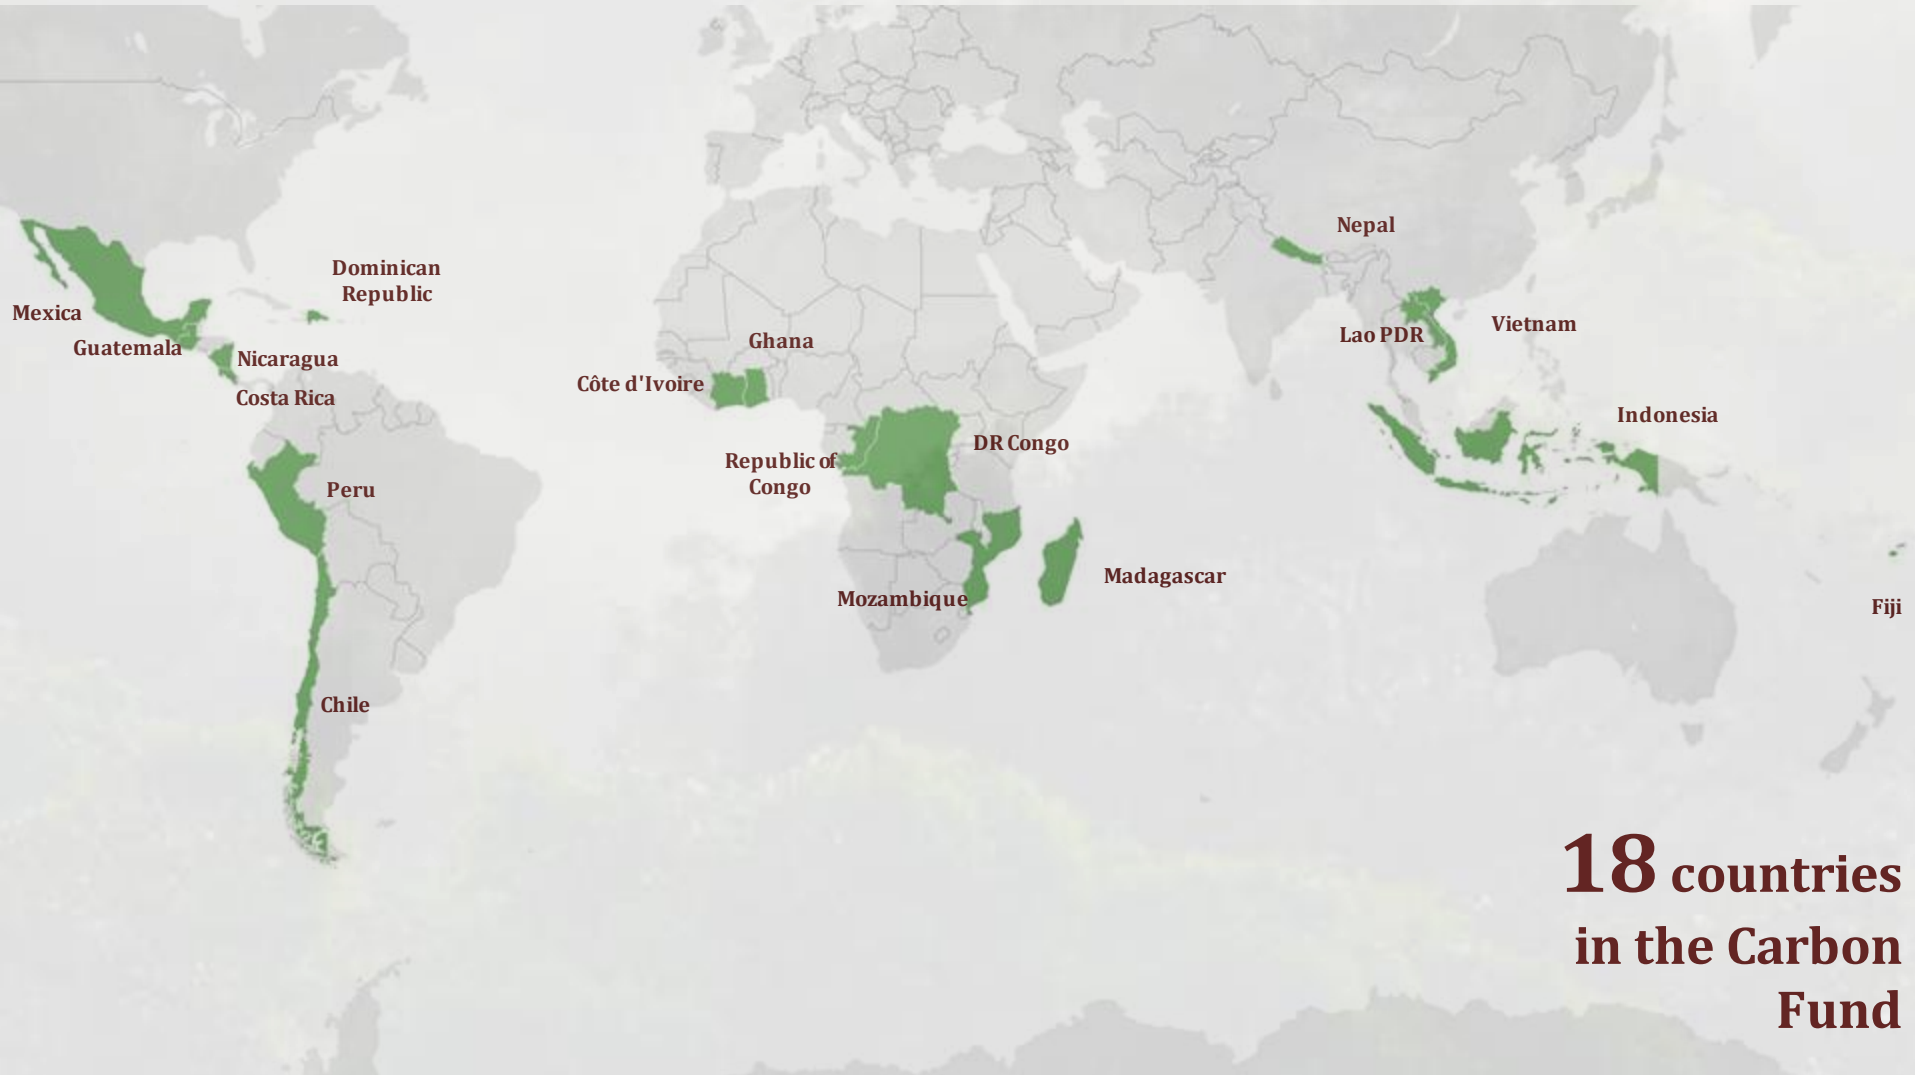 Nepal
Dominican
Republic
Mexica
Vietnam
Lao PDR
Ghana
Guatemala
Nicaragua
Côte d'Ivoire
Costa Rica
Indonesia
DR Congo
Republic of
Congo
Peru
Madagascar
Mozambique
Fiji
Chile
18 countries
in the Carbon
Fund